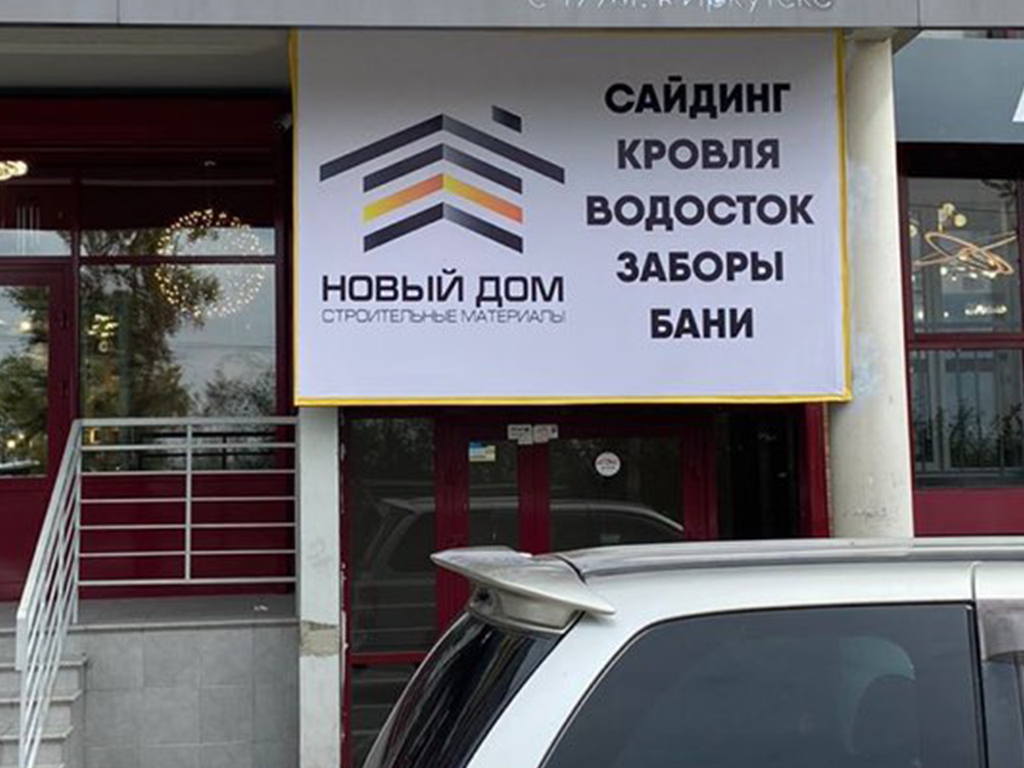 НОВЫЙ ДОМ
СТРОИТЕЛЬНЫЕ МАТЕРИАЛЫ
САЙДИНГ
КРОВЛЯ
ВОДОСТОК
ЗАБОРЫ
БАНИ